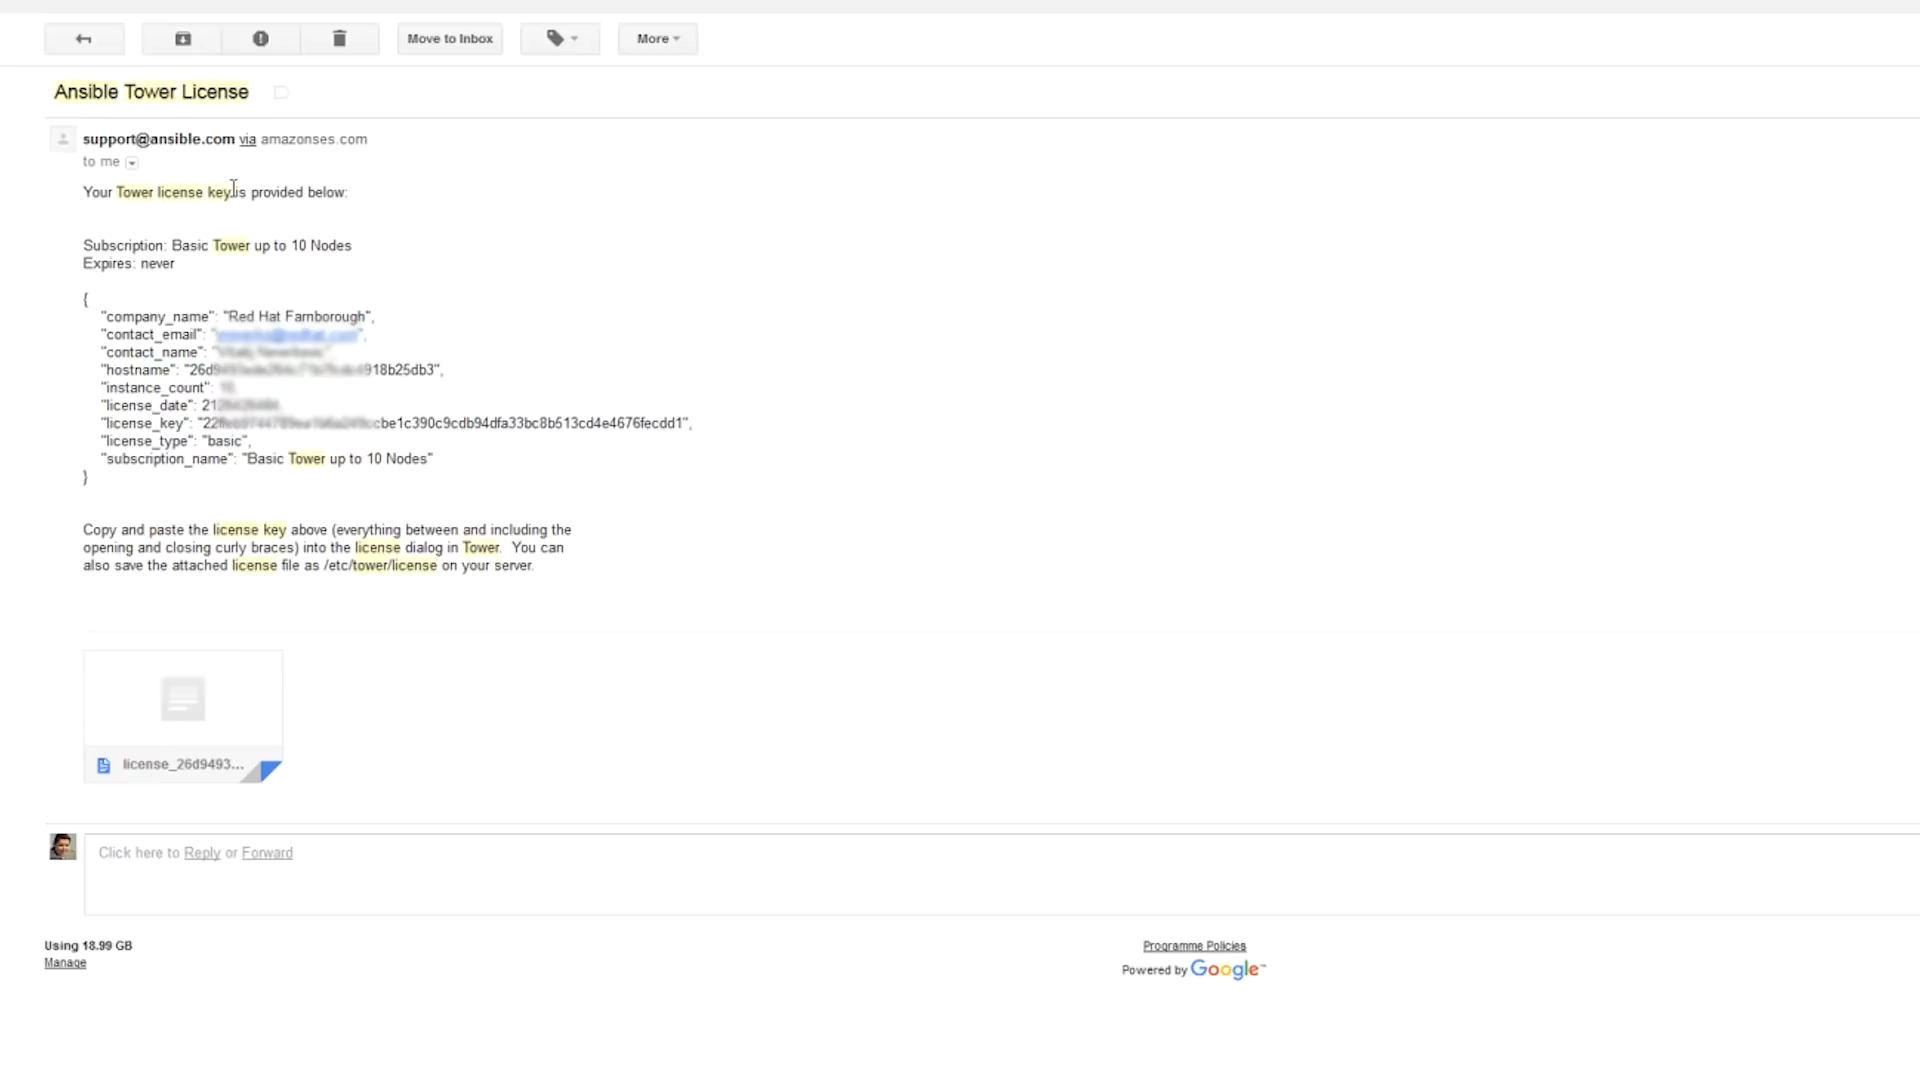 Move to Inbox
More
Ansible Tower License
support@ansible.com via amazonses.com
to me
Your Tower license key is provided below:
Subscription: Basic Tower up to 10 Nodes
Expires: never
{
"company_name": "Red Hat Farnborough",
"contact_email": "
"contact_name": "
"hostname": "26d9 918b25db3",
"instance_count":
"license_date": 21
"license_key": "22 cbe1c390c9cdb94dfa33bc8b513cd4e4676fecdd1",
"license_type": "basic",
"subscription_name": "Basic Tower up to 10 Nodes"
}
Copy and paste the license key above (everything between and including the
opening and closing curly braces) into the license dialog in Tower. You can
also save the attached license file as /etc/tower/license on your server.
license_26d9493...
Click here to Reply or Forward
Using 18.99 GB
Manage
Programme Policies
Powered by Google™